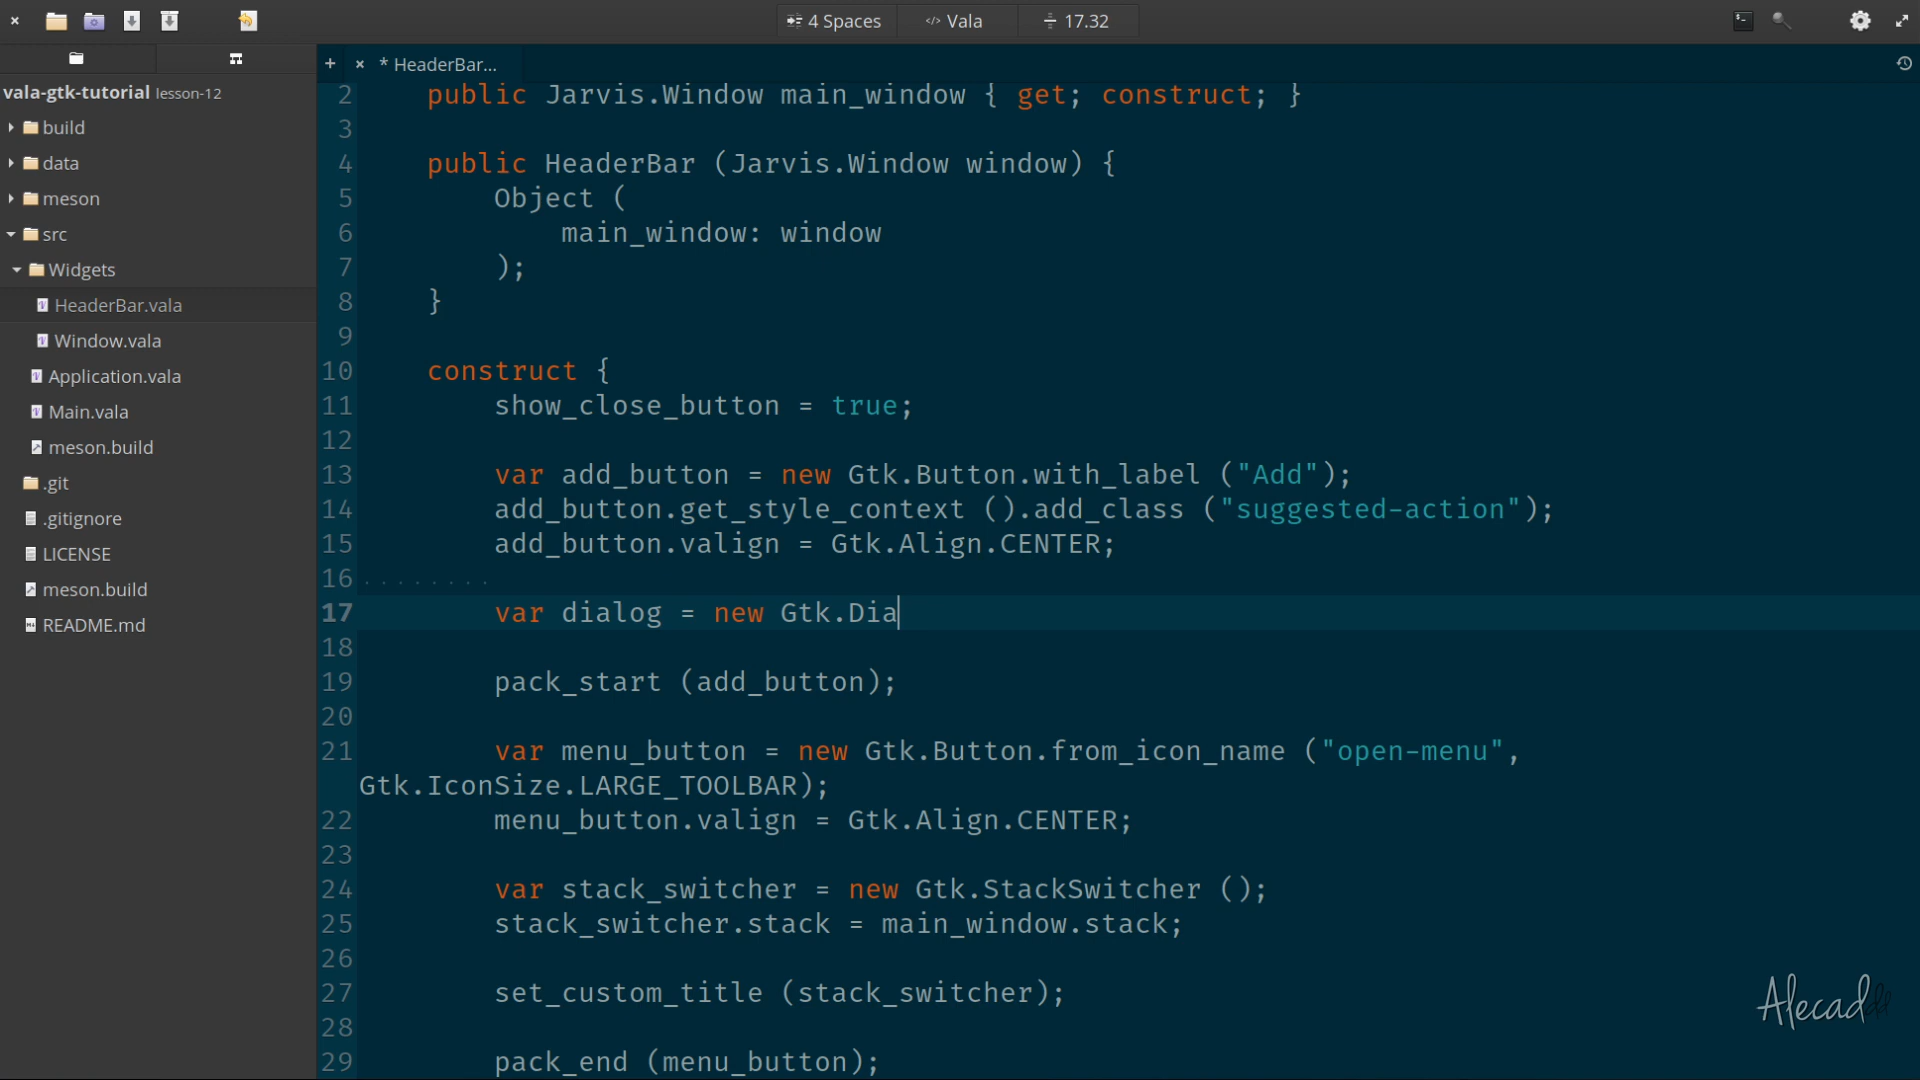 4 Spaces
Vala
17.32
vala-gtk-tutorial lesson-12
build
data
meson
src
Widgets
HeaderBar.vala
Window.vala
Application.vala
Main.vala
meson.build
.git
.gitignore
LICENSE
meson.build
README.md
+ × * HeaderBar...
2 public Jarvis.Window main_window { get; construct; }
3
4 public HeaderBar (Jarvis.Window window) {
5 Object (
6 main_window: window
7 );
8 }
9
10 construct {
11 show_close_button = true;
12
13 var add_button = new Gtk.Button.with_label ("Add");
14 add_button.get_style_context ().add_class ("suggested-action");
15 add_button.valign = Gtk.Align.CENTER;
16
17 var dialog = new Gtk.Dia
18
19 pack_start (add_button);
20
21 var menu_button = new Gtk.Button.from_icon_name ("open-menu",
Gtk.IconSize.LARGE_TOOLBAR);
22 menu_button.valign = Gtk.Align.CENTER;
23
24 var stack_switcher = new Gtk.StackSwitcher ();
25 stack_switcher.stack = main_window.stack;
26
27 set_custom_title (stack_switcher);
28
29 pack_end (menu_button);